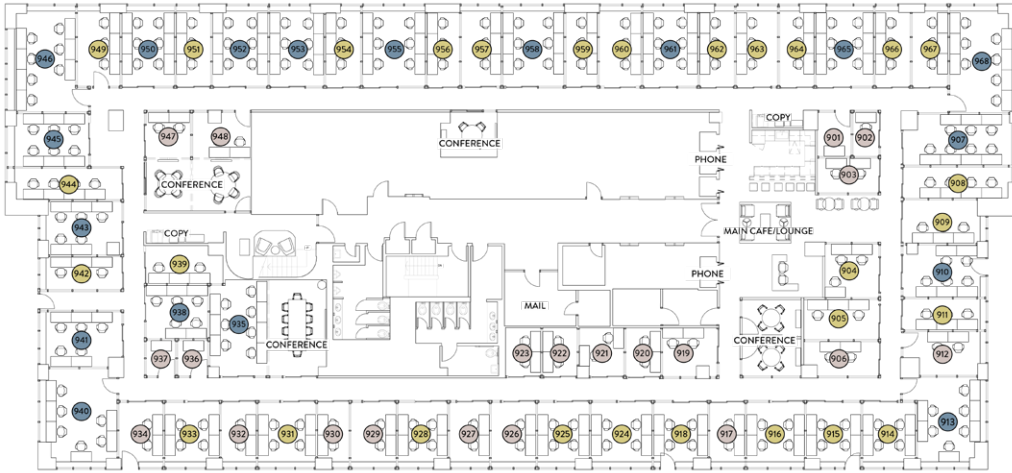 949 950 951 952 953 954 955 956 957 958 959 960 961 962 963 964 965 966 967
946 968
COPY
947 948 901 902
945 CONFERENCE 907
PHONE
903
944 CONFERENCE 908
943 909
COPY MAIN CAFE/LOUNGE
939 904 910
942 PHONE
MAIL
938 935 905 911
941 CONFERENCE CONFERENCE
937 936 923 922 921 920 919 906 912
940 913
934 933 932 931 930 929 928 927 926 925 924 918 917 916 915 914